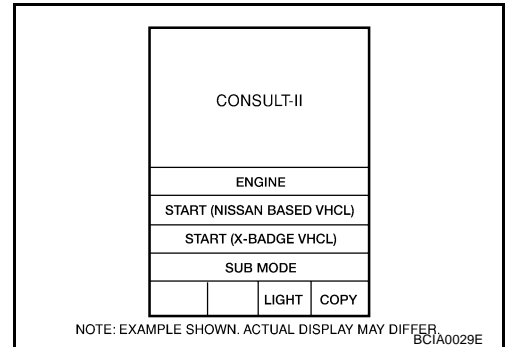 CONSULT-II
ENGINE
START (NISSAN BASED VHCL)
START (X-BADGE VHCL)
SUB MODE
LIGHT COPY
NOTE: EXAMPLE SHOWN. ACTUAL DISPLAY MAY DIFFER.
BCIA0029E